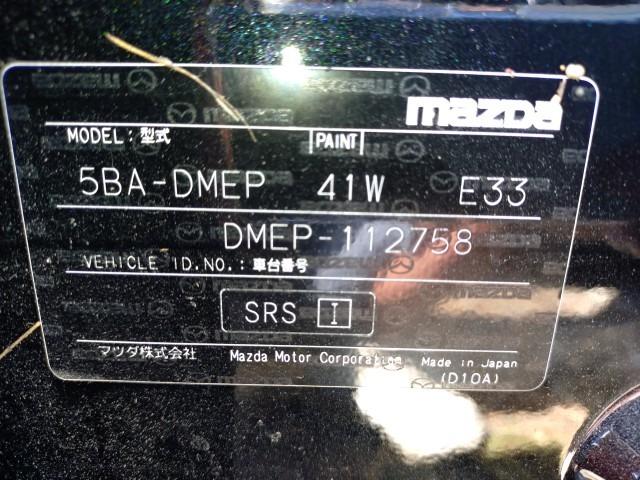 mazda
MODEL: 型式 PAINT
5BA-DMEP 41W E33
DMEP-112758
VEHICLE ID.NO.: 車台番号
SRS I
マツダ株式会社 Mazda Motor Corporation Made in Japan
(D10A)